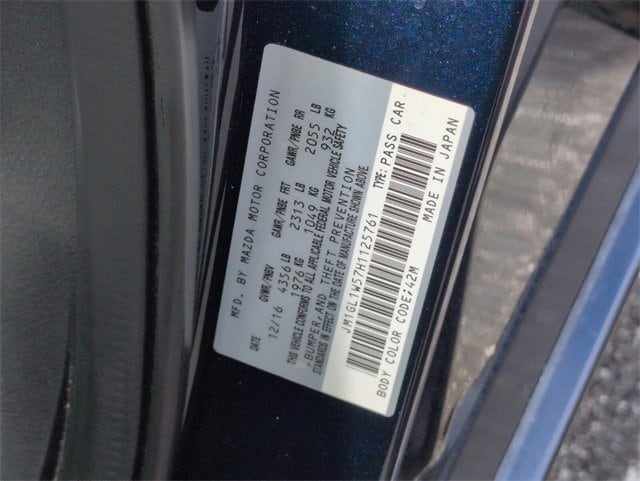 MFD. BY MAZDA MOTOR CORPORATION
DATE GVWR/PNBV GAWR/PNBE FRT GAWR/PNBE RR
12/16 4356 LB 2313 LB 2055 LB
1976 KG 1049 KG 932 KG
THIS VEHICLE CONFORMS TO ALL APPLICABLE FEDERAL MOTOR VEHICLE SAFETY
,BUMPER,AND THEFT PREVENTION
STANDARDS IN EFFECT ON THE DATE OF MANUFACTURE SHOWN ABOVE
JM1GL1W57H1125761 TYPE: PASS CAR
BODY COLOR CODE;42M MADE IN JAPAN